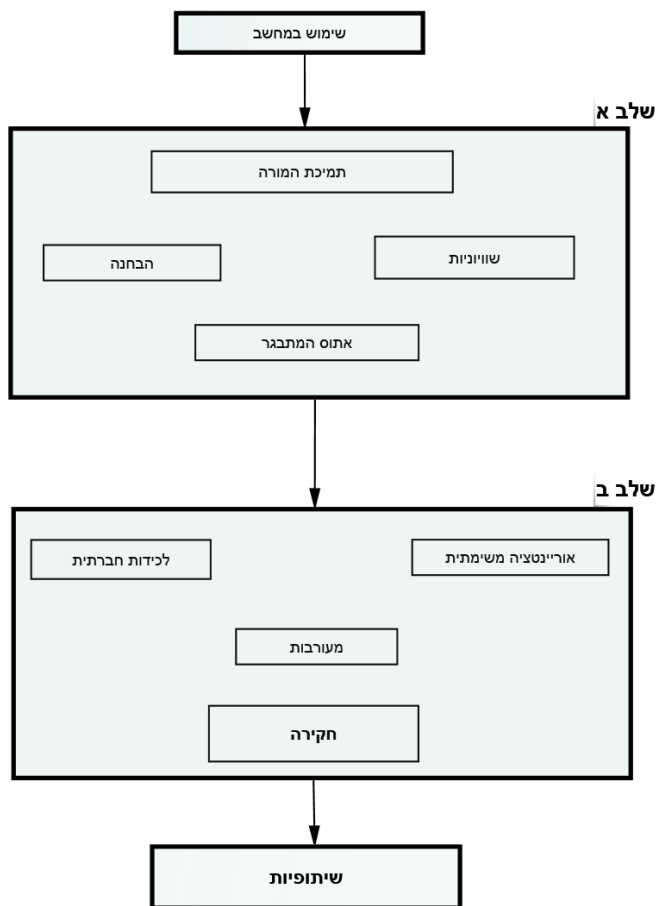 שימוש במחשב
שלב א
תמיכת המורה
שוויוניות
הבחנה
אתוס המתבגר
שלב ב
אוריינטציה משימתית
לכידות חברתית
מעורבות
חקירה
שיתופיות